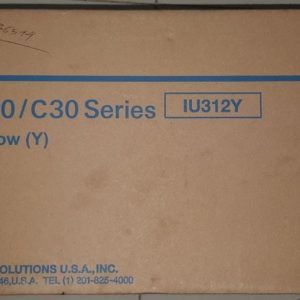 0/C30 Series IU312Y
ow (Y)
OLUTIONS U.S.A., INC.
46, U.S.A. TEL (1) 201-825-4000